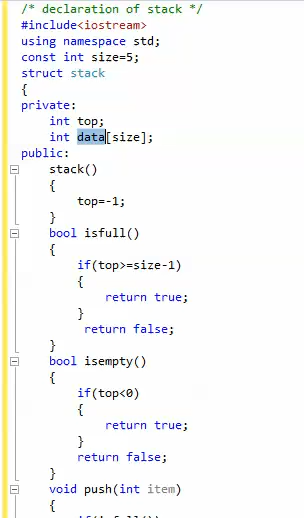 /* declaration of stack */
#include<iostream>
using namespace std;
const int size=5;
struct stack
{
private:
    int top;
    int data[size];
public:
    stack()
    {
        top=-1;
    }
    bool isfull()
    {
        if(top>=size-1)
        {
            return true;
        }
         return false;
    }
    bool isempty()
    {
        if(top<0)
        {
            return true;
        }
        return false;
    }
    void push(int item)
    {